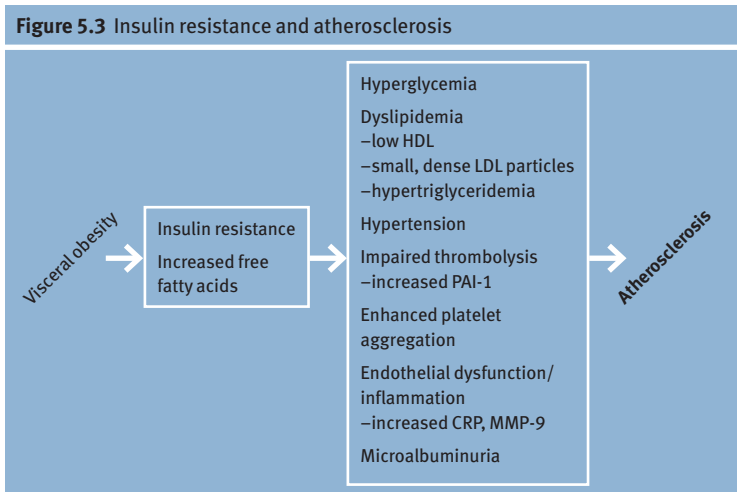 Figure 5.3 Insulin resistance and atherosclerosis
Visceral obesity
Insulin resistance
Increased free
fatty acids
Hyperglycemia
Dyslipidemia
–low HDL
–small, dense LDL particles
–hypertriglyceridemia
Hypertension
Impaired thrombolysis
–increased PAI-1
Enhanced platelet
aggregation
Endothelial dysfunction/
inflammation
–increased CRP, MMP-9
Microalbuminuria
Atherosclerosis